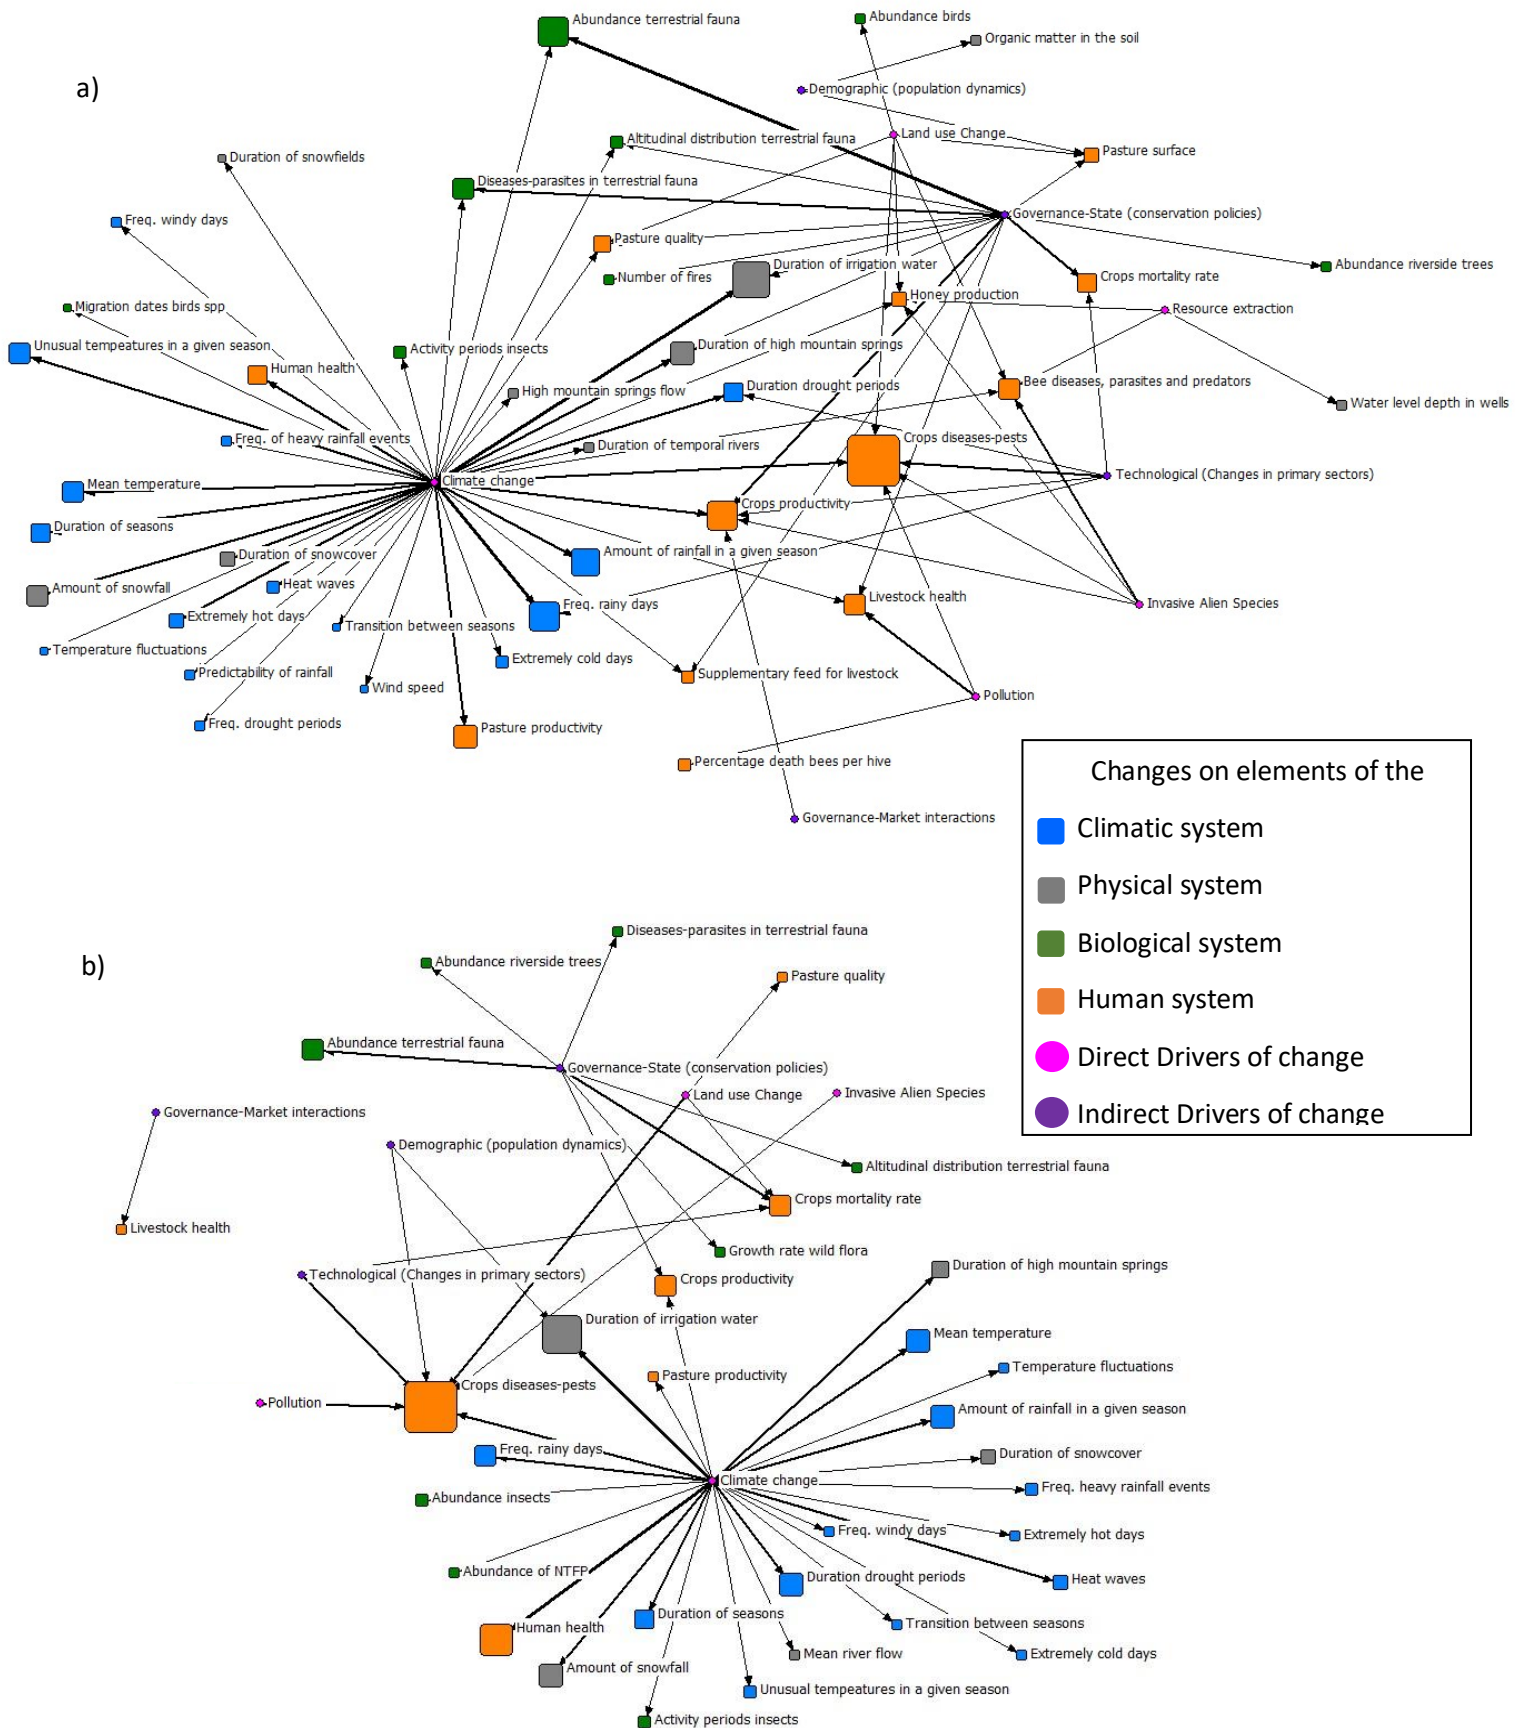 Abundance terrestrial fauna
Abundance birds
Organic matter in the soil
a)
Demographic (population dynamics)
Land use Change
Altitudinal distribution terrestrial fauna
Pasture surface
Duration of snowfields
Diseases-parasites in terrestrial fauna
Freq. windy days
Governance-State (conservation policies)
Pasture quality
Duration of irrigation water
Abundance riverside trees
Number of fires
Crops mortality rate
Honey production
Migration dates birds spp
Resource extraction
Unusual tempeatures in a given season
Activity periods insects
Duration of high mountain springs
Human health
High mountain springs flow
Duration drought periods
Bee diseases, parasites and predators
Water level depth in wells
Freq. of heavy rainfall events
Duration of temporal rivers
Crops diseases-pests
Climate change
Technological (Changes in primary sectors)
Mean temperature
Crops productivity
Duration of seasons
Duration of snowcover
Amount of rainfall in a given season
Amount of snowfall
Heat waves
Freq. rainy days
Livestock health
Invasive Alien Species
Extremely hot days
Transition between seasons
Temperature fluctuations
Extremely cold days
Predictability of rainfall
Wind speed
Supplementary feed for livestock
Pollution
Freq. drought periods
Pasture productivity
Percentage death bees per hive
Governance-Market interactions
Changes on elements of the
Climatic system
Physical system
Biological system
Human system
Direct Drivers of change
Indirect Drivers of change
b)
Diseases-parasites in terrestrial fauna
Abundance riverside trees
Pasture quality
Abundance terrestrial fauna
Governance-State (conservation policies)
Land use Change
Invasive Alien Species
Governance-Market interactions
Demographic (population dynamics)
Altitudinal distribution terrestrial fauna
Crops mortality rate
Livestock health
Growth rate wild flora
Technological (Changes in primary sectors)
Crops productivity
Duration of high mountain springs
Duration of irrigation water
Mean temperature
Pasture productivity
Temperature fluctuations
Crops diseases-pests
Pollution
Amount of rainfall in a given season
Freq. rainy days
Duration of snowcover
Climate change
Freq. heavy rainfall events
Abundance insects
Freq. windy days
Extremely hot days
Abundance of NTFP
Duration drought periods
Heat waves
Human health
Duration of seasons
Transition between seasons
Mean river flow
Extremely cold days
Amount of snowfall
Unusual tempeatures in a given season
Activity periods insects